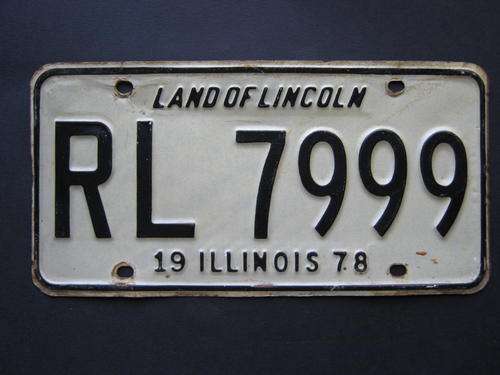 LAND OF LINCOLN
RL 7999
19 ILLINOIS 78